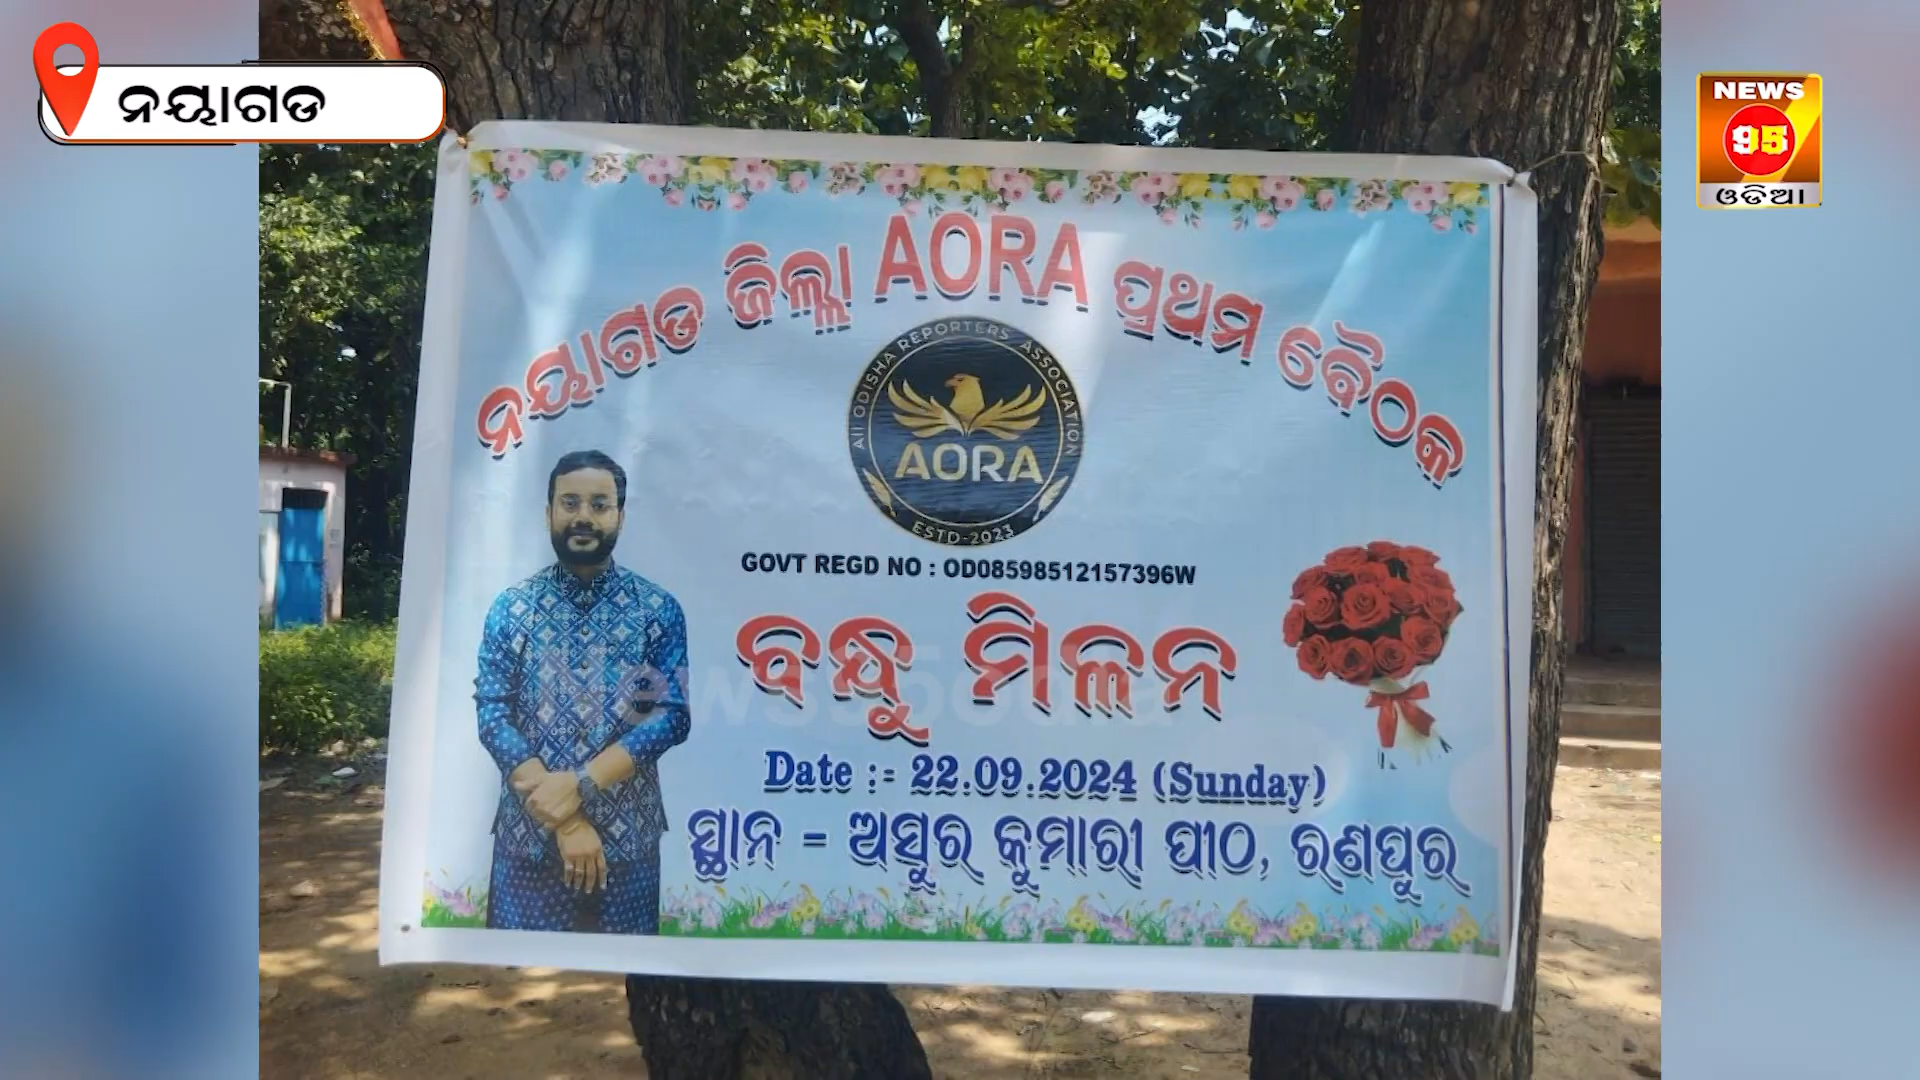 ନୟାଗଡ
NEWS
95
ଓଡିଆ
ନୟାଗଡ ଜିଲ୍ଲା AORA ପ୍ରଥମ ବୈଠକ
All ODISHA REPORTERS ASSOCIATION
AORA
ESTD-2023
GOVT REGD NO : OD08598512157396W
ବନ୍ଧୁ ମିଳନ
Date :- 22.09.2024 (Sunday)
ସ୍ଥାନ - ଅସୁର କୁମାରୀ ପୀଠ, ରଣପୁର